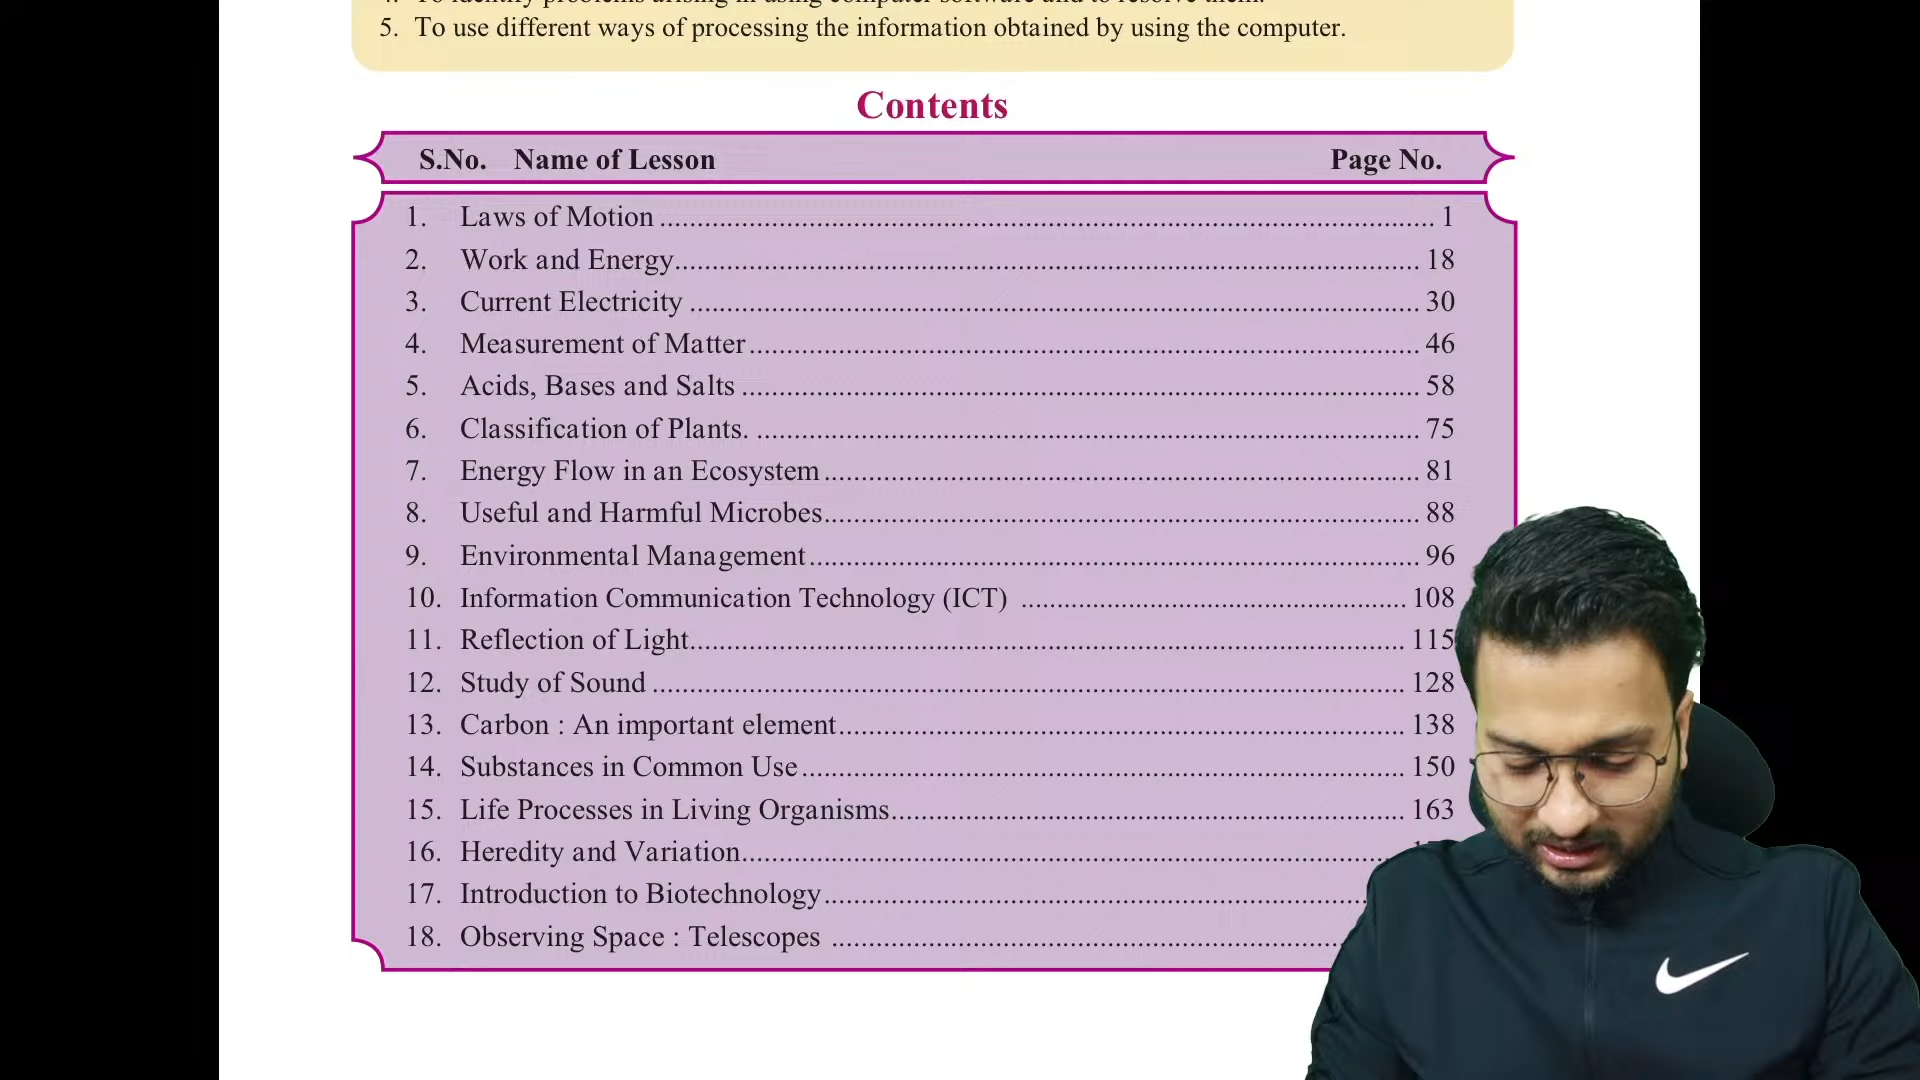 5. To use different ways of processing the information obtained by using the computer.
Contents
S.No. Name of Lesson Page No.
1. Laws of Motion ........ 1
2. Work and Energy........ 18
3. Current Electricity ........ 30
4. Measurement of Matter........ 46
5. Acids, Bases and Salts ........ 58
6. Classification of Plants. ........ 75
7. Energy Flow in an Ecosystem........ 81
8. Useful and Harmful Microbes........ 88
9. Environmental Management........ 96
10. Information Communication Technology (ICT) ........ 108
11. Reflection of Light........ 115
12. Study of Sound ........ 128
13. Carbon : An important element........ 138
14. Substances in Common Use........ 150
15. Life Processes in Living Organisms........ 163
16. Heredity and Variation........
17. Introduction to Biotechnology........
18. Observing Space : Telescopes ........